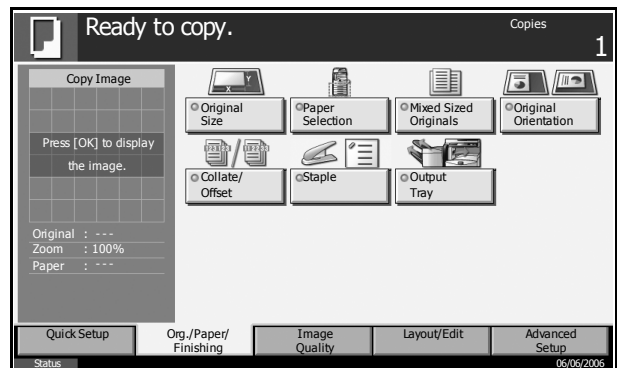 Ready to copy.
Copies
1
Copy Image
Press [OK] to display
the image.
Original : ---
Zoom : 100%
Paper : ---
Original
Size
Paper
Selection
Mixed Sized
Originals
Original
Orientation
Collate/
Offset
Staple
Output
Tray
Quick Setup
Org./Paper/
Finishing
Image
Quality
Layout/Edit
Advanced
Setup
Status
06/06/2006